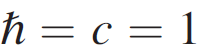 ℏ = c = 1